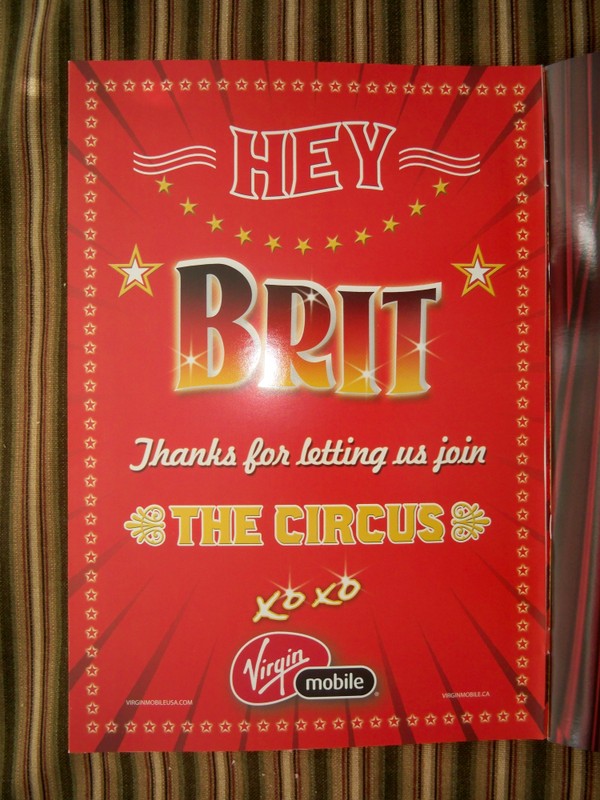 HEY
BRIT
Thanks for letting us join
THE CIRCUS
XOXO
Virgin
mobile
VIRGINMOBILEUSA.COM
VIRGINMOBILE.CA